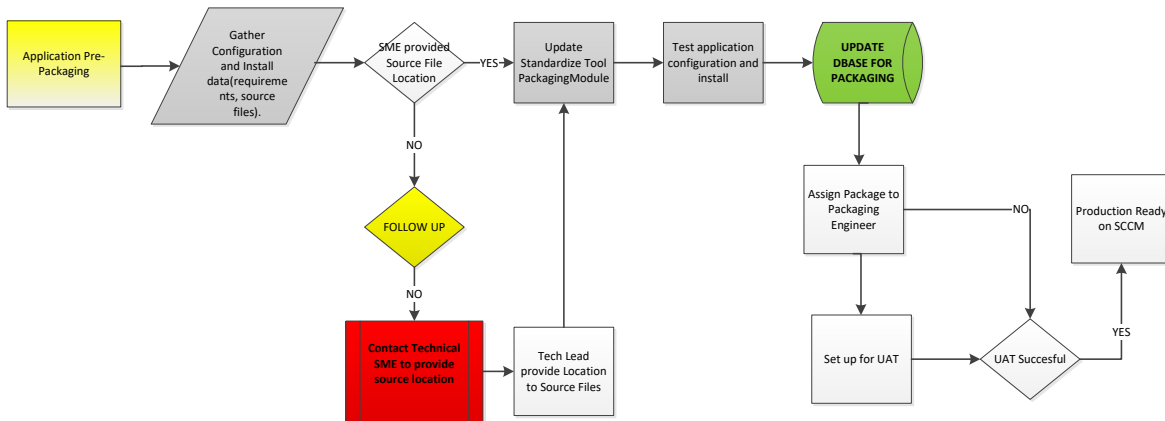 Application Pre-
Packaging
Gather
Configuration
and Install
data(requireme
nts, source
files).
SME provided
Source File
Location
YES
Update
Standardize Tool
PackagingModule
Test application
configuration and
install
UPDATE
DBASE FOR
PACKAGING
NO
FOLLOW UP
NO
Contact Technical
SME to provide
source location
Tech Lead
provide Location
to Source Files
Assign Package to
Packaging
Engineer
NO
Production Ready
on SCCM
Set up for UAT
UAT Succesful
YES